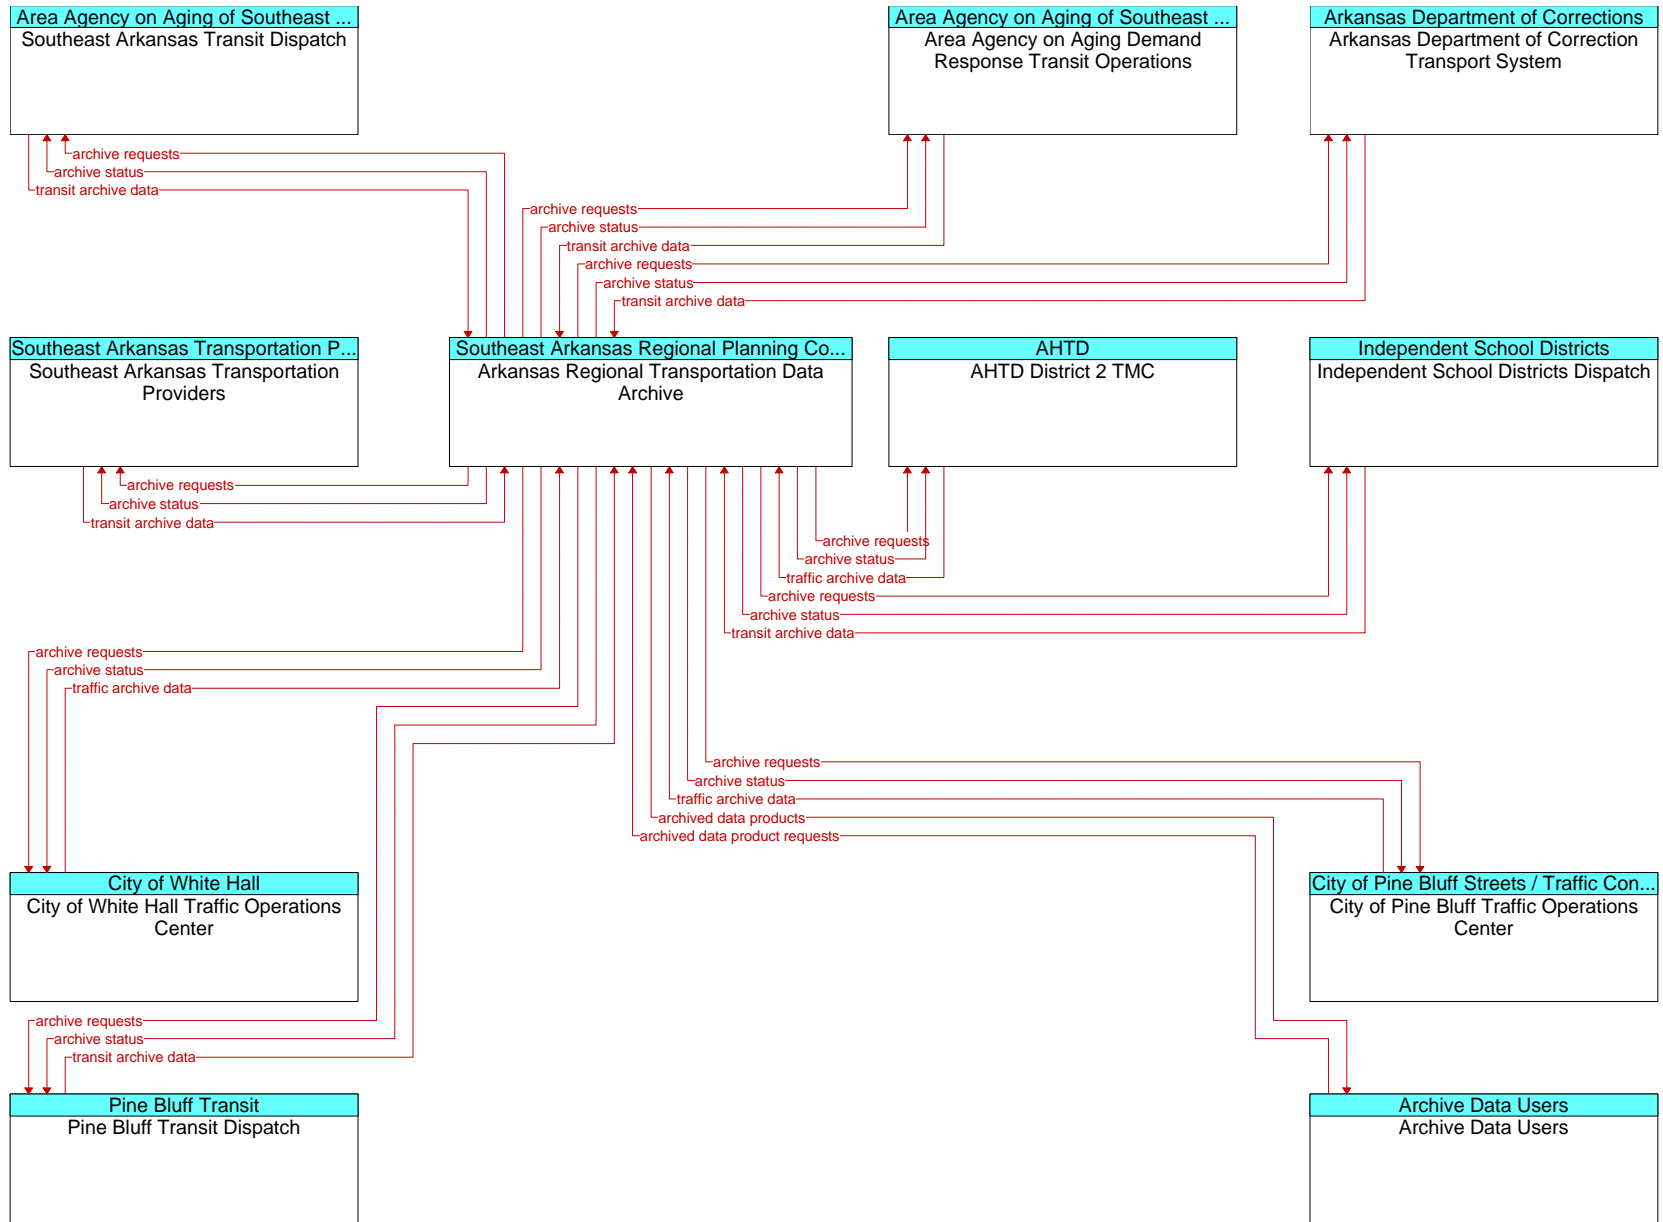 Area Agency on Aging of Southeast ...
Southeast Arkansas Transit Dispatch
Area Agency on Aging of Southeast ...
Area Agency on Aging Demand
Response Transit Operations
Arkansas Department of Corrections
Arkansas Department of Correction
Transport System
archive requests
archive status
transit archive data
archive requests
archive status
transit archive data
archive requests
archive status
transit archive data
Southeast Arkansas Transportation P...
Southeast Arkansas Transportation
Providers
Southeast Arkansas Regional Planning Co...
Arkansas Regional Transportation Data
Archive
AHTD
AHTD District 2 TMC
Independent School Districts
Independent School Districts Dispatch
archive requests
archive status
transit archive data
archive requests
archive status
traffic archive data
archive requests
archive status
transit archive data
archive requests
archive status
traffic archive data
archive requests
archive status
traffic archive data
archived data products
archived data product requests
City of White Hall
City of White Hall Traffic Operations
Center
City of Pine Bluff Streets / Traffic Con...
City of Pine Bluff Traffic Operations
Center
archive requests
archive status
transit archive data
Pine Bluff Transit
Pine Bluff Transit Dispatch
Archive Data Users
Archive Data Users